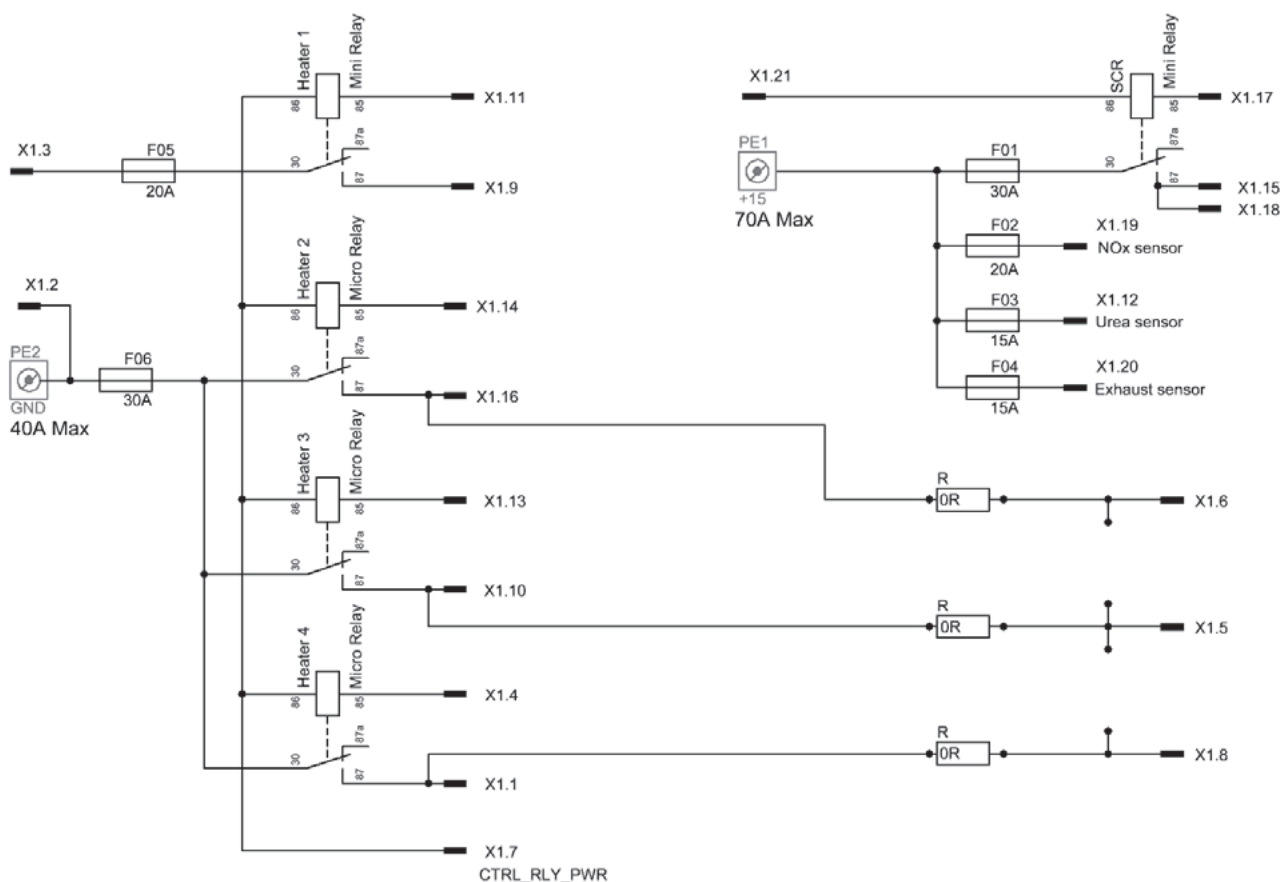 Heater 1
Mini Relay
86
85
X1.11
X1.3
F05
20A
30
87a
87
X1.9
Heater 2
Micro Relay
86
85
X1.14
X1.2
PE2
GND
40A Max
F06
30A
30
87a
87
X1.16
Heater 3
Micro Relay
86
85
X1.13
30
87a
87
X1.10
Heater 4
Micro Relay
86
85
X1.4
30
87a
87
X1.1
X1.7
CTRL_RLY_PWR
X1.21
SCR
Mini Relay
86
85
X1.17
PE1
+15
70A Max
F01
30A
30
87a
87
X1.15
X1.18
F02
20A
X1.19
NOx sensor
F03
15A
X1.12
Urea sensor
F04
15A
X1.20
Exhaust sensor
R
0R
X1.6
R
0R
X1.5
R
0R
X1.8